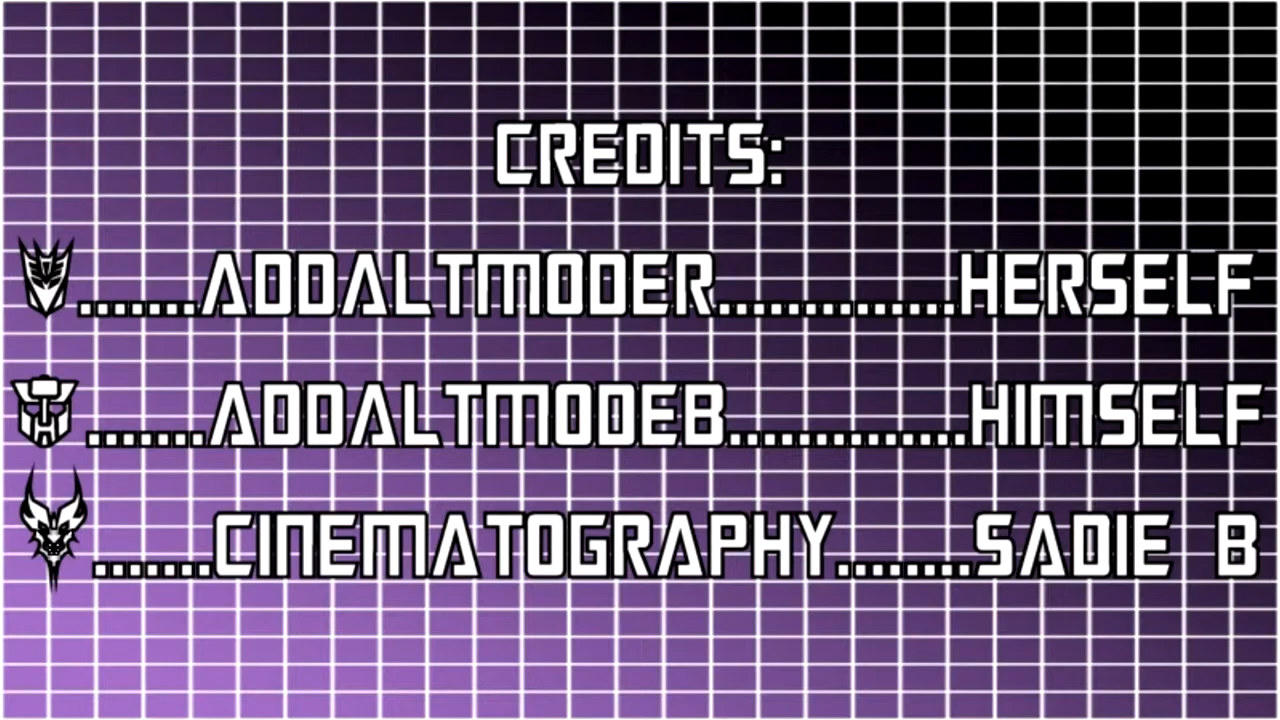 CREDITS:
.......ADDALTMODER..............HERSELF
.......ADDALTMODEB..............HIMSELF
.......CINEMATOGRAPHY........SADIE B